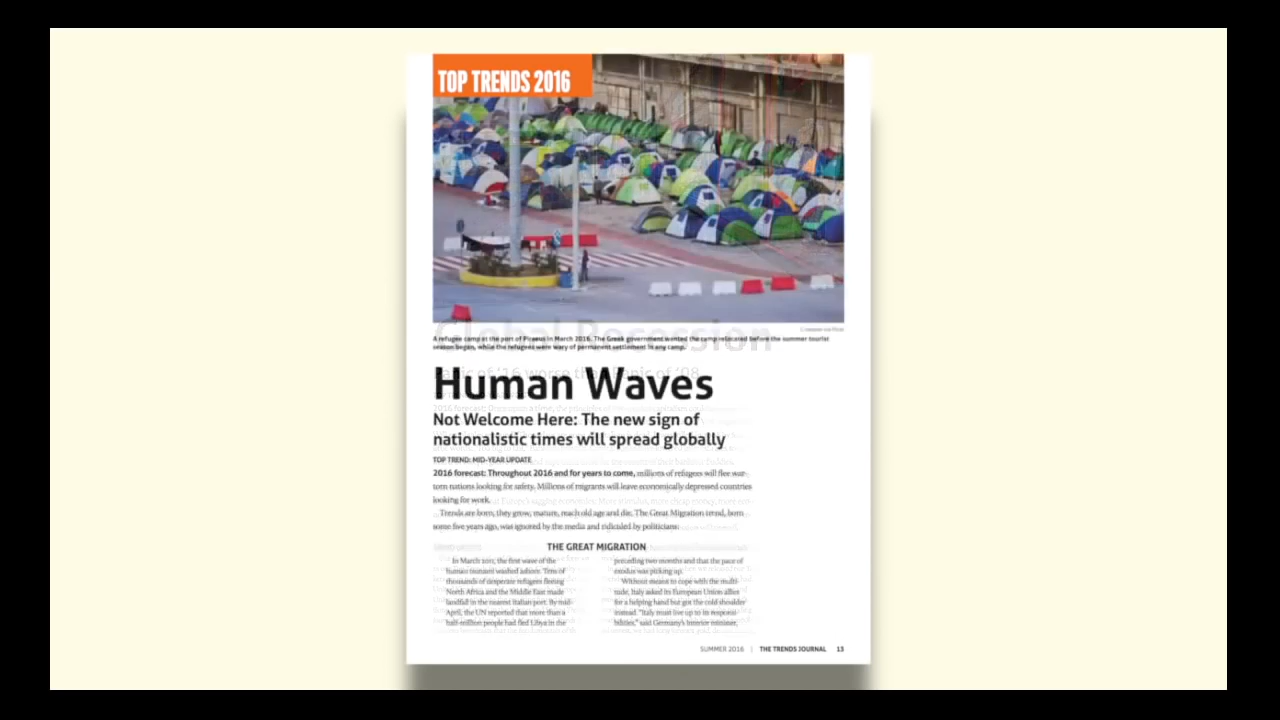 TOP TRENDS 2016
A refugee camp at the port of Piraeus in March 2016. The Greek government wanted the camp relocated before the summer tourist
season began, while the refugees were wary of permanent settlement in any camp.
Global Recession
Panic of '16 worse than Panic of '08
Human Waves
Not Welcome Here: The new sign of
nationalistic times will spread globally
TOP TREND: MID-YEAR UPDATE
2016 forecast: Throughout 2016 and for years to come, millions of refugees will flee war-
torn nations looking for safety. Millions of migrants will leave economically depressed countries
looking for work.
Trends are born, they grow, mature, reach old age and die. The Great Migration trend, born
some five years ago, was ignored by the media and ridiculed by politicians:
THE GREAT MIGRATION
In March 2011, the first wave of the
human tsunami washed ashore. Tens of
thousands of desperate refugees fleeing
North Africa and the Middle East made
landfall in the nearest Italian port. By mid-
April, the UN reported that more than a
half-million people had fled Libya in the
preceding two months and that the pace of
exodus was picking up.
Without means to cope with the multi-
tude, Italy asked its European Union allies
for a helping hand but got the cold shoulder
instead. "Italy must live up to its responsi-
bilities," said Germany's interior minister,
SUMMER 2016 | THE TRENDS JOURNAL 13